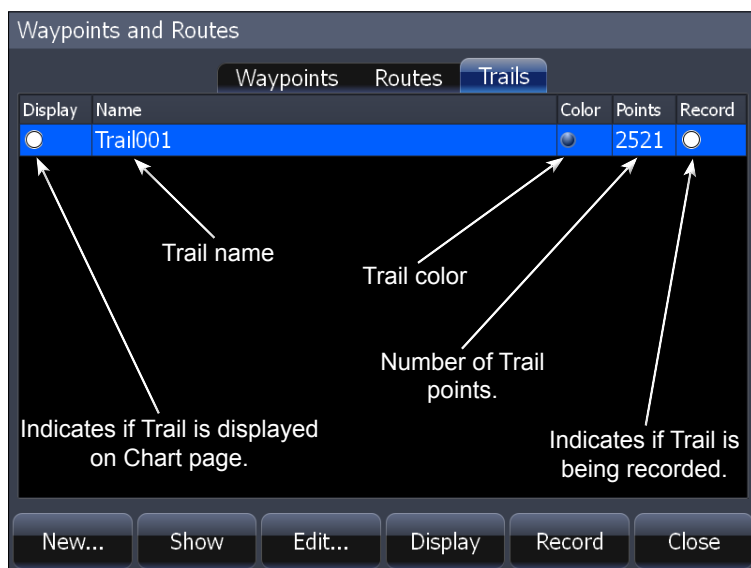 Waypoints and Routes
Waypoints Routes Trails
Display Name Color Points Record
Trail001 2521
Trail name
Trail color
Number of Trail
points.
Indicates if Trail is displayed
on Chart page.
Indicates if Trail is
being recorded.
New... Show Edit... Display Record Close